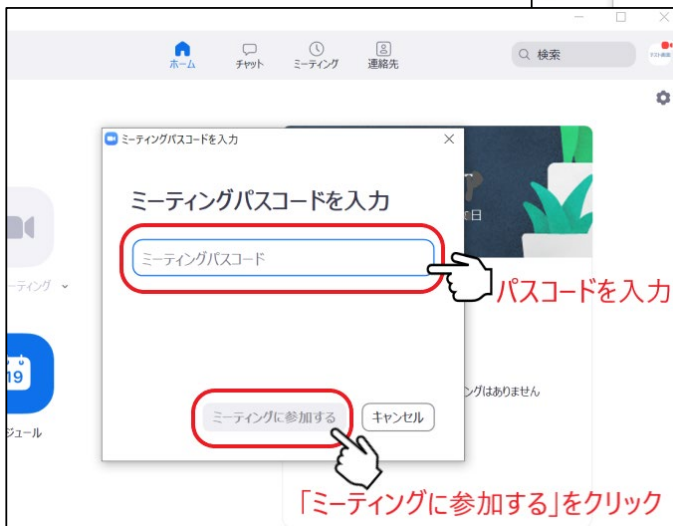 ホーム
チャット
ミーティング
連絡先
検索
ミーティングパスコードを入力
ミーティングパスコードを入力
ミーティングパスコード
ーティング
パスコードを入力
19
ングはありません
ミーティングに参加する
キャンセル
ジュール
「ミーティングに参加する」をクリック